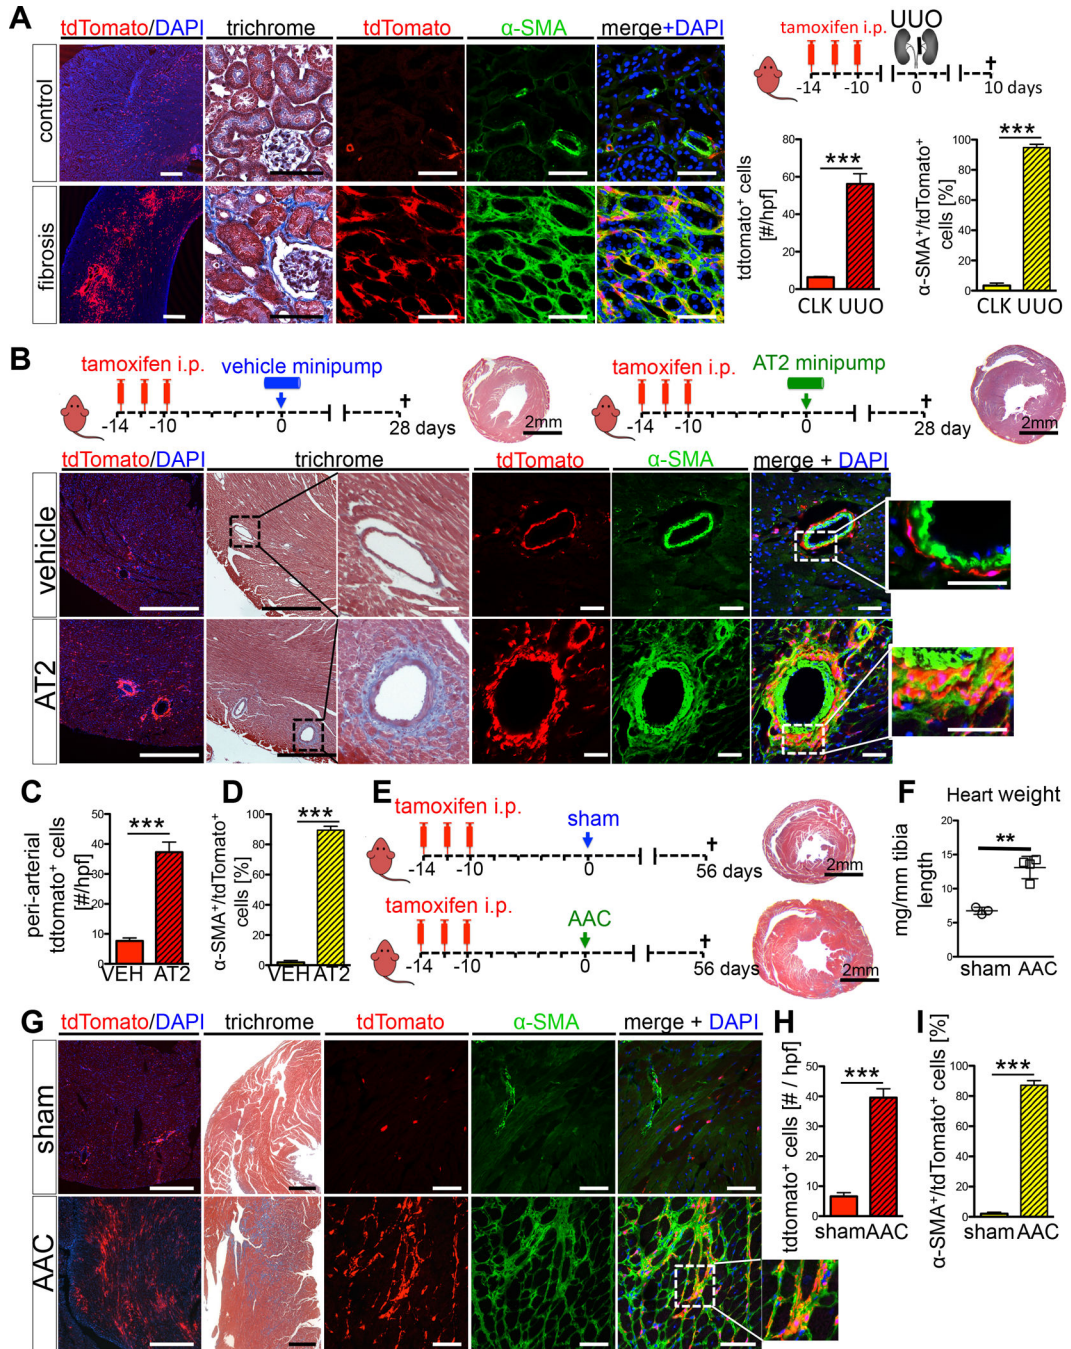 A
tdTomato/DAPI trichrome tdTomato α-SMA merge+DAPI
control
fibrosis
UUO
tamoxifen i.p.
-14 -10 0 10 days
tdtomato⁺ cells
[#/hpf]
80
60
40
20
0
***
CLK UUO
α-SMA⁺/tdTomato⁺
cells [%]
100
80
60
40
20
0
***
CLK UUO
B
tamoxifen i.p. vehicle minipump
-14 -10 0 28 days
2mm
tamoxifen i.p. AT2 minipump
-14 -10 0 28 day
2mm
tdTomato/DAPI trichrome tdTomato α-SMA merge + DAPI
vehicle
AT2
C
peri-arterial
tdtomato⁺ cells
[#/hpf]
50
40
30
20
10
0
***
VEH AT2
D
α-SMA⁺/tdTomato⁺
cells [%]
100
80
60
40
20
0
***
VEH AT2
E
tamoxifen i.p. sham
-14 -10 0 56 days
2mm
tamoxifen i.p. AAC
-14 -10 0 56 days
2mm
F
Heart weight
mg/mm tibia
length
20
15
10
5
0
**
sham AAC
G
tdTomato/DAPI trichrome tdTomato α-SMA merge + DAPI
sham
AAC
H
tdtomato⁺ cells [# / hpf]
50
40
30
20
10
0
***
sham AAC
I
α-SMA⁺/tdTomato⁺ cells [%]
100
80
60
40
20
0
***
sham AAC